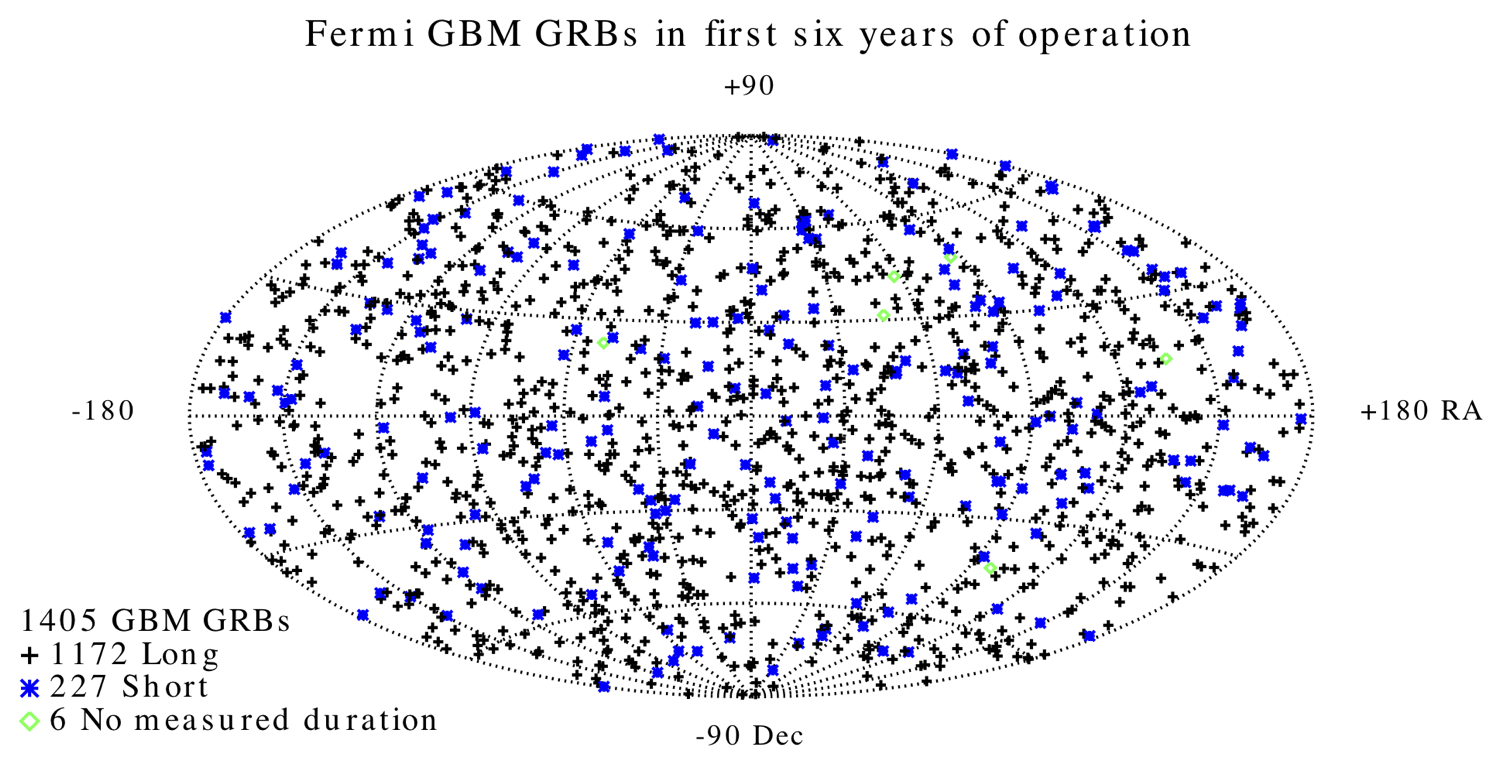 Fermi GBM GRBs in first six years of operation
+90
-180
+180 RA
1405 GBM GRBs
1172 Long
227 Short
6 No measured duration
-90 Dec